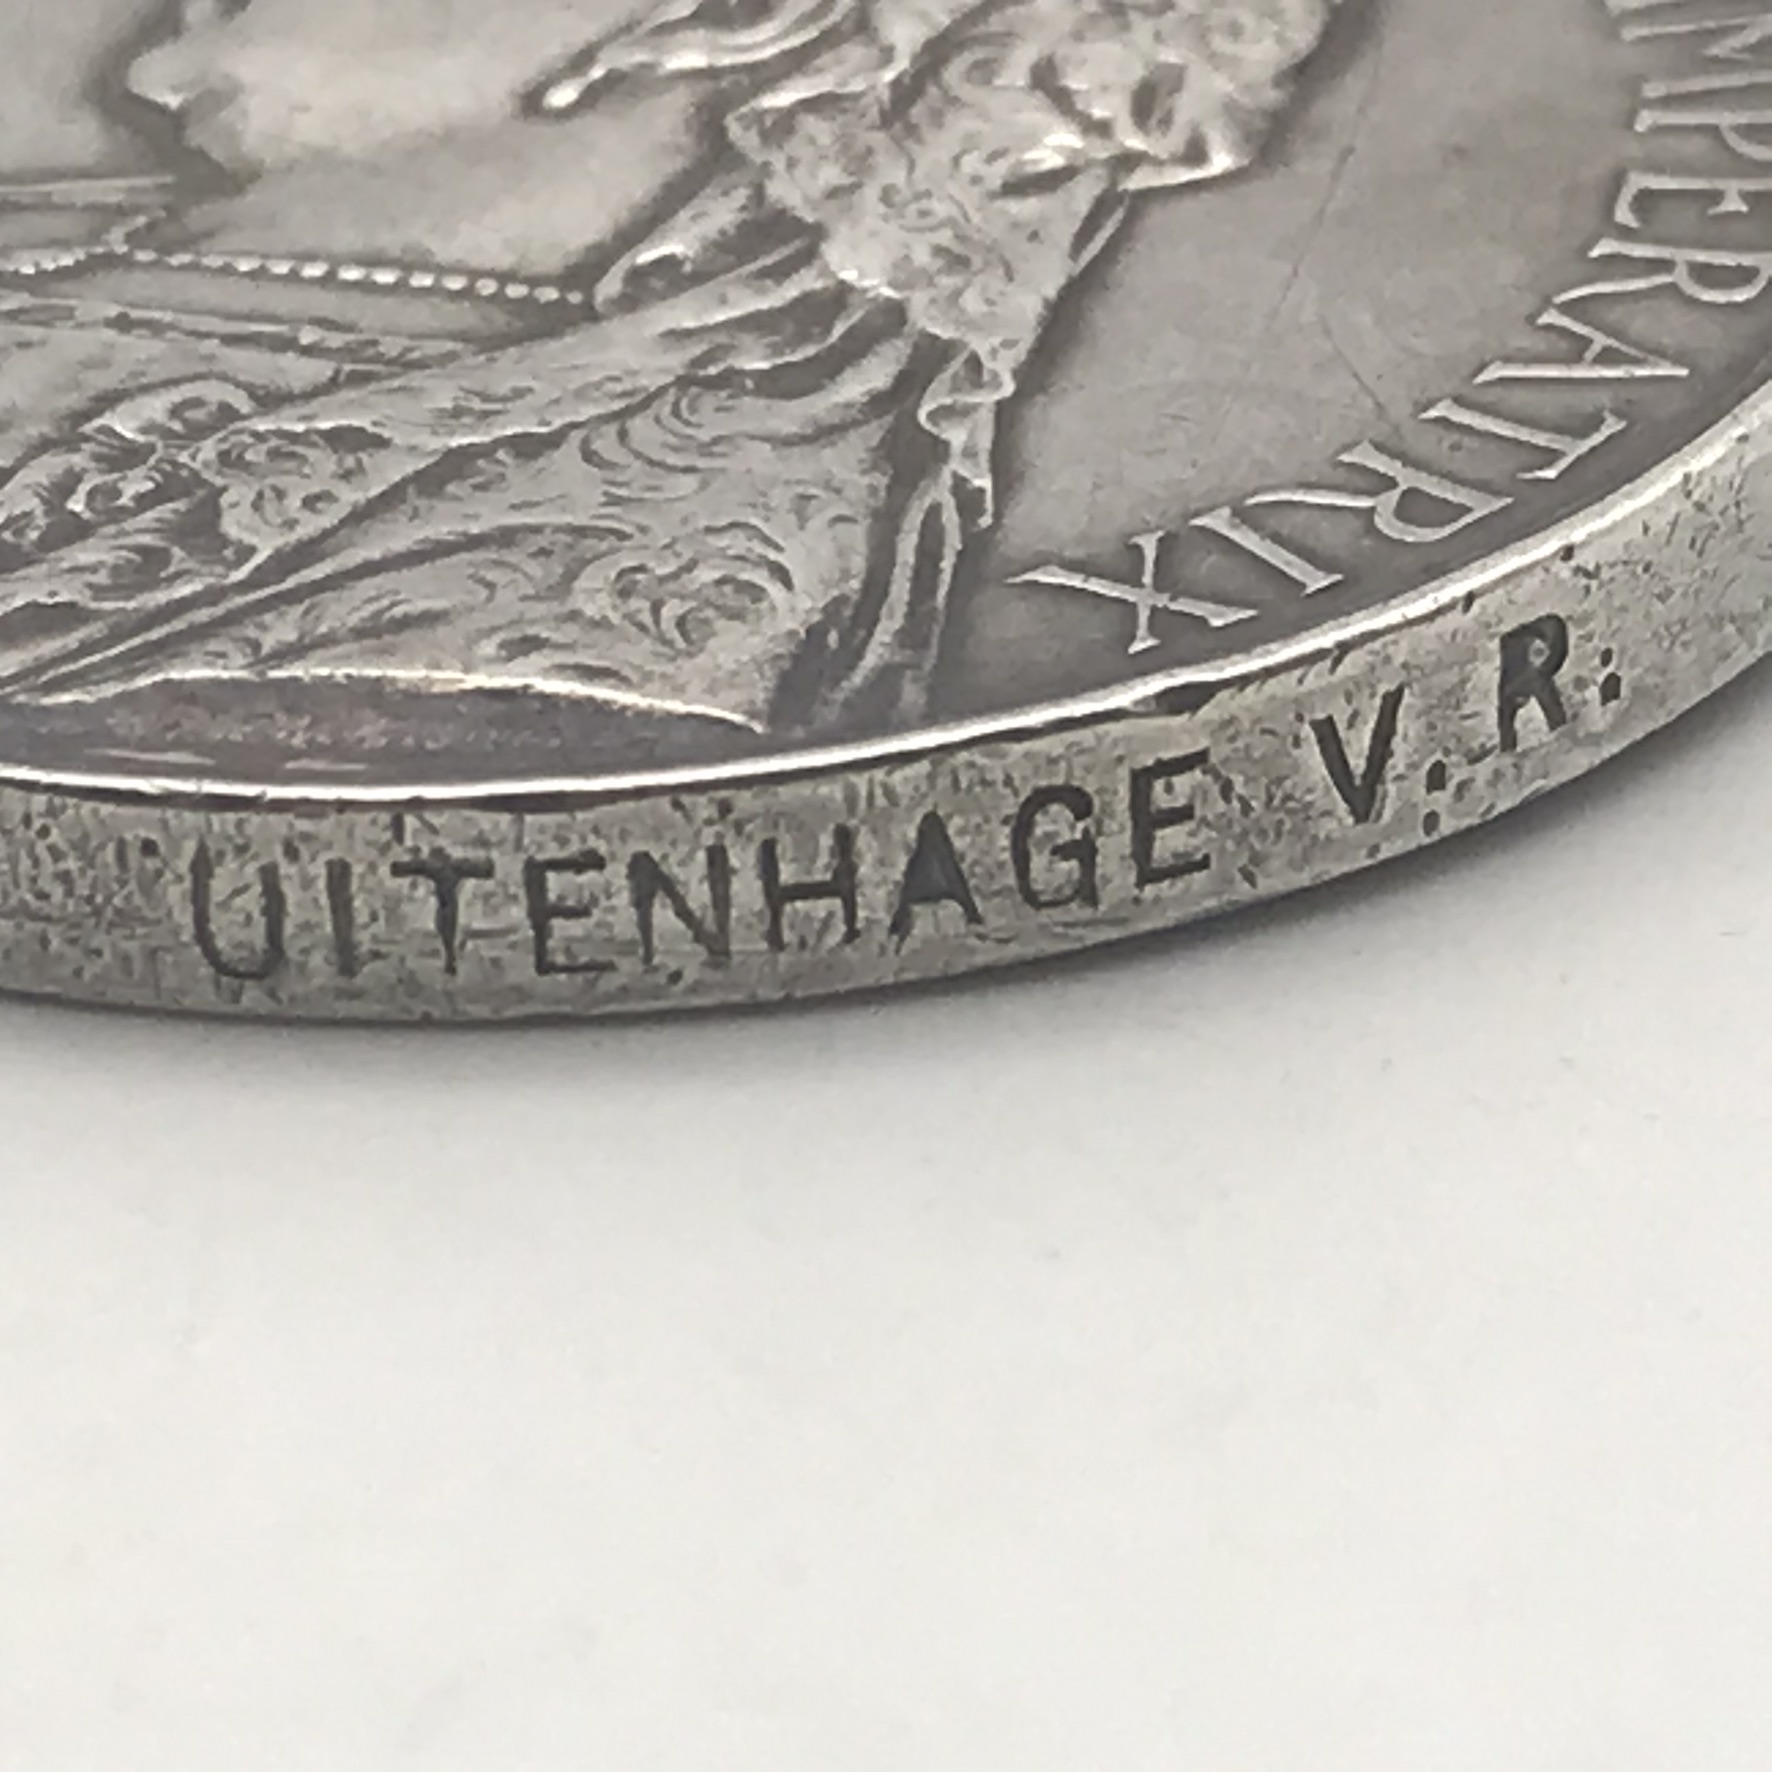 IMPERATRIX
UITENHAGE V. R: